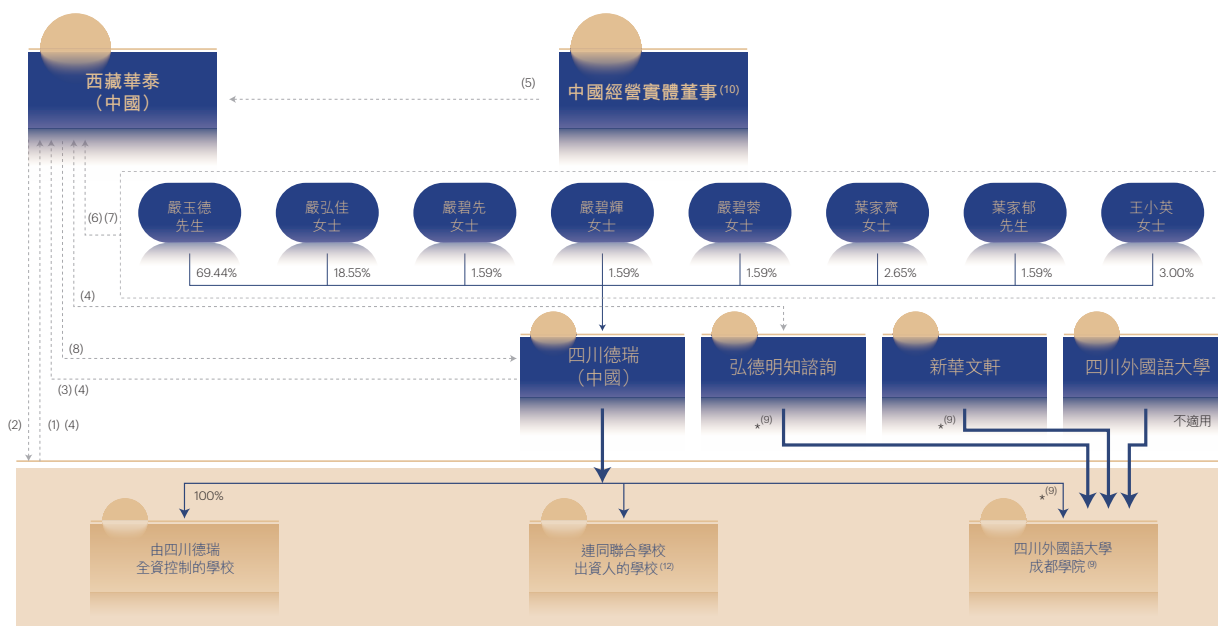 西藏華泰
（中國）
(5)
中國經營實體董事(10)
(6)(7)
嚴玉德
先生
嚴弘佳
女士
嚴碧先
女士
嚴碧輝
女士
嚴碧蓉
女士
葉家齊
女士
葉家郁
先生
王小英
女士
69.44%
18.55%
1.59%
1.59%
1.59%
2.65%
1.59%
3.00%
(4)
(8)
(3)(4)
(2)
(1) (4)
四川德瑞
（中國）
弘德明知諮詢
新華文軒
四川外國語大學
*(9)
*(9)
不適用
100%
*(9)
由四川德瑞
全資控制的學校
連同聯合學校
出資人的學校(12)
四川外國語大學
成都學院(9)